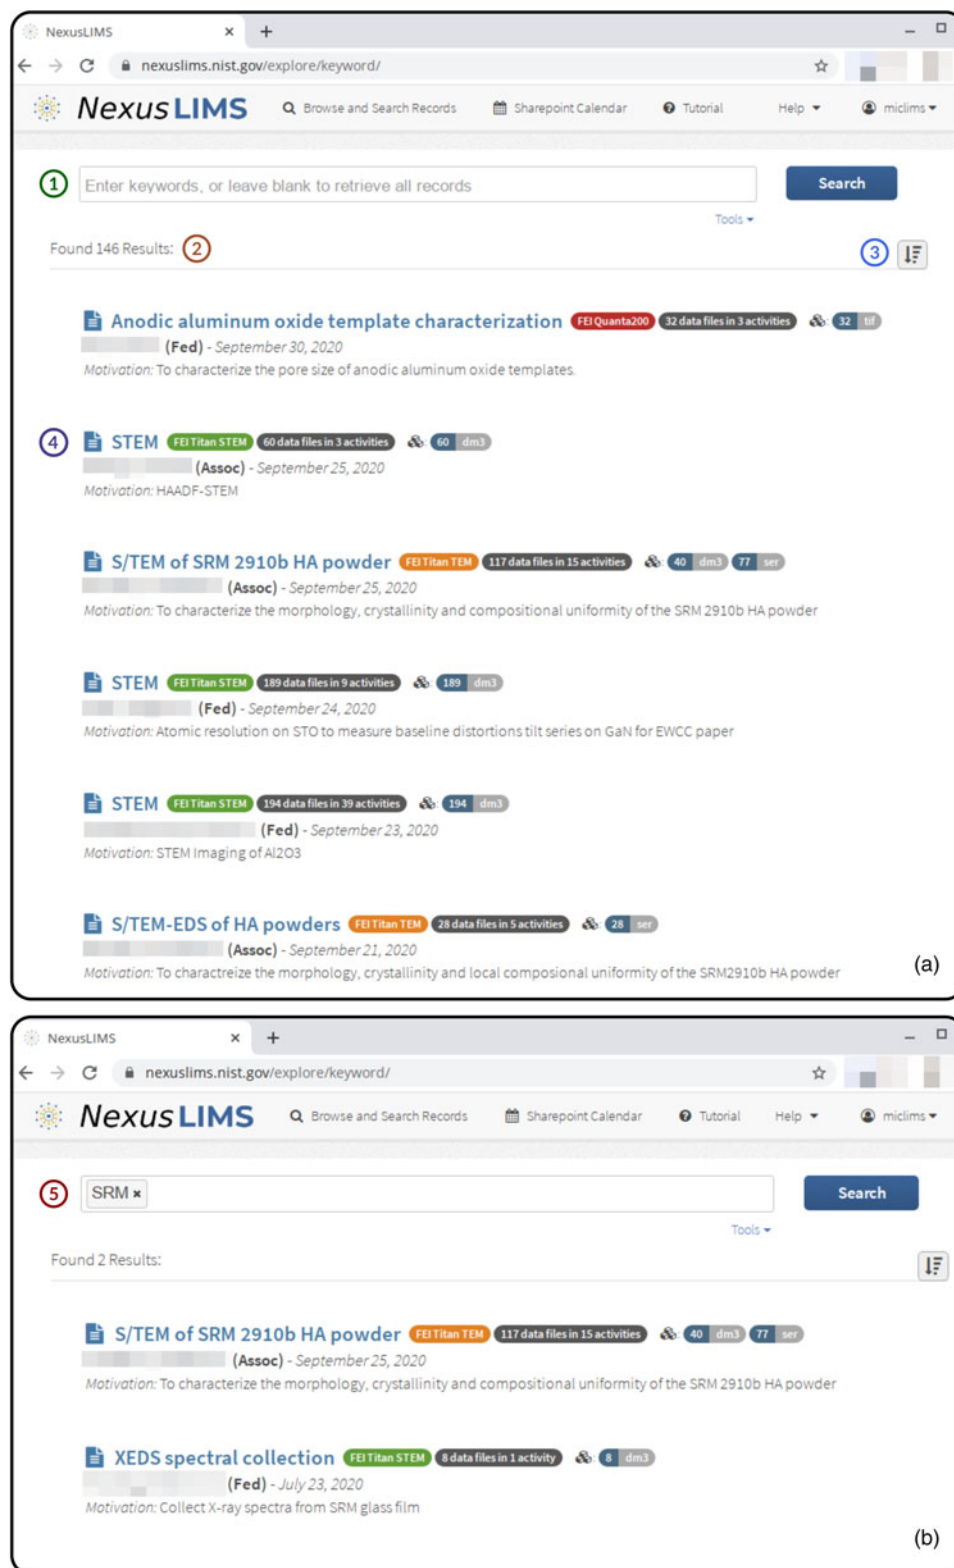 NexusLIMS × +
nexuslims.nist.gov/explore/keyword/
NexusLIMS Browse and Search Records Sharepoint Calendar Tutorial Help miclims
1 Enter keywords, or leave blank to retrieve all records Search
Tools
Found 146 Results: 2 3
Anodic aluminum oxide template characterization FEI Quanta200 32 data files in 3 activities : 32 tif
(Fed) - September 30, 2020
Motivation: To characterize the pore size of anodic aluminum oxide templates.
4 STEM FEI Titan STEM 60 data files in 3 activities : 60 dm3
(Assoc) - September 25, 2020
Motivation: HAADF-STEM
S/TEM of SRM 2910b HA powder FEI Titan TEM 117 data files in 15 activities : 40 dm3 77 ser
(Assoc) - September 25, 2020
Motivation: To characterize the morphology, crystallinity and compositional uniformity of the SRM 2910b HA powder
STEM FEI Titan STEM 189 data files in 9 activities : 189 dm3
(Fed) - September 24, 2020
Motivation: Atomic resolution on STO to measure baseline distortions tilt series on GaN for EWCC paper
STEM FEI Titan STEM 194 data files in 39 activities : 194 dm3
(Fed) - September 23, 2020
Motivation: STEM Imaging of Al2O3
S/TEM-EDS of HA powders FEI Titan TEM 28 data files in 5 activities : 28 ser
(Assoc) - September 21, 2020
Motivation: To charactreize the morphology, crystallinity and local composional uniformity of the SRM2910b HA powder
(a)
NexusLIMS × +
nexuslims.nist.gov/explore/keyword/
NexusLIMS Browse and Search Records Sharepoint Calendar Tutorial Help miclims
5 SRM × Search
Tools
Found 2 Results:
S/TEM of SRM 2910b HA powder FEI Titan TEM 117 data files in 15 activities : 40 dm3 77 ser
(Assoc) - September 25, 2020
Motivation: To characterize the morphology, crystallinity and compositional uniformity of the SRM 2910b HA powder
XEDS spectral collection FEI Titan STEM 8 data files in 1 activity : 8 dm3
(Fed) - July 23, 2020
Motivation: Collect X-ray spectra from SRM glass film
(b)